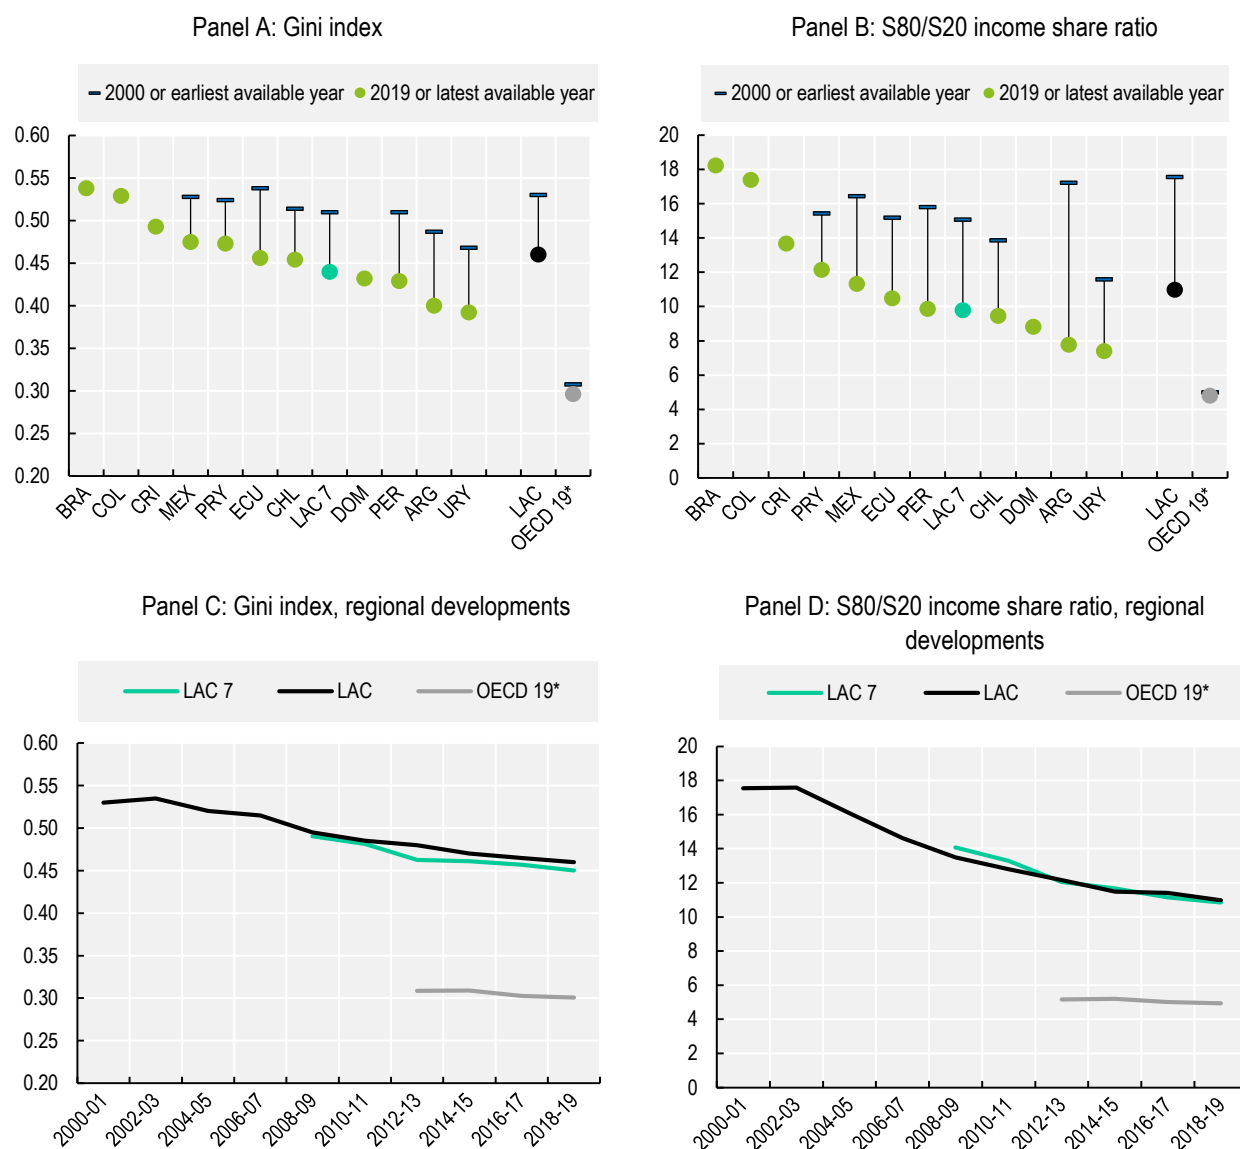 Panel A: Gini index
2000 or earliest available year 2019 or latest available year
0.60
0.55
0.50
0.45
0.40
0.35
0.30
0.25
0.20
BRA
COL
CRI
MEX
PRY
ECU
CHL
LAC 7
DOM
PER
ARG
URY
LAC
OECD 19*
Panel B: S80/S20 income share ratio
2000 or earliest available year 2019 or latest available year
20
18
16
14
12
10
8
6
4
2
0
BRA
COL
CRI
PRY
MEX
ECU
PER
LAC 7
CHL
DOM
ARG
URY
LAC
OECD 19*
Panel C: Gini index, regional developments
LAC 7 LAC OECD 19*
0.60
0.55
0.50
0.45
0.40
0.35
0.30
0.25
0.20
2000-01
2002-03
2004-05
2006-07
2008-09
2010-11
2012-13
2014-15
2016-17
2018-19
Panel D: S80/S20 income share ratio, regional
developments
LAC 7 LAC OECD 19*
20
18
16
14
12
10
8
6
4
2
0
2000-01
2002-03
2004-05
2006-07
2008-09
2010-11
2012-13
2014-15
2016-17
2018-19